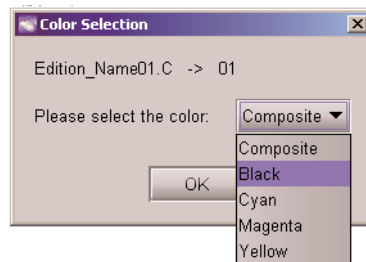 Color Selection
Edition_Name01.C -> 01
Please select the color: Composite
Composite
Black
OK
Cyan
Magenta
Yellow